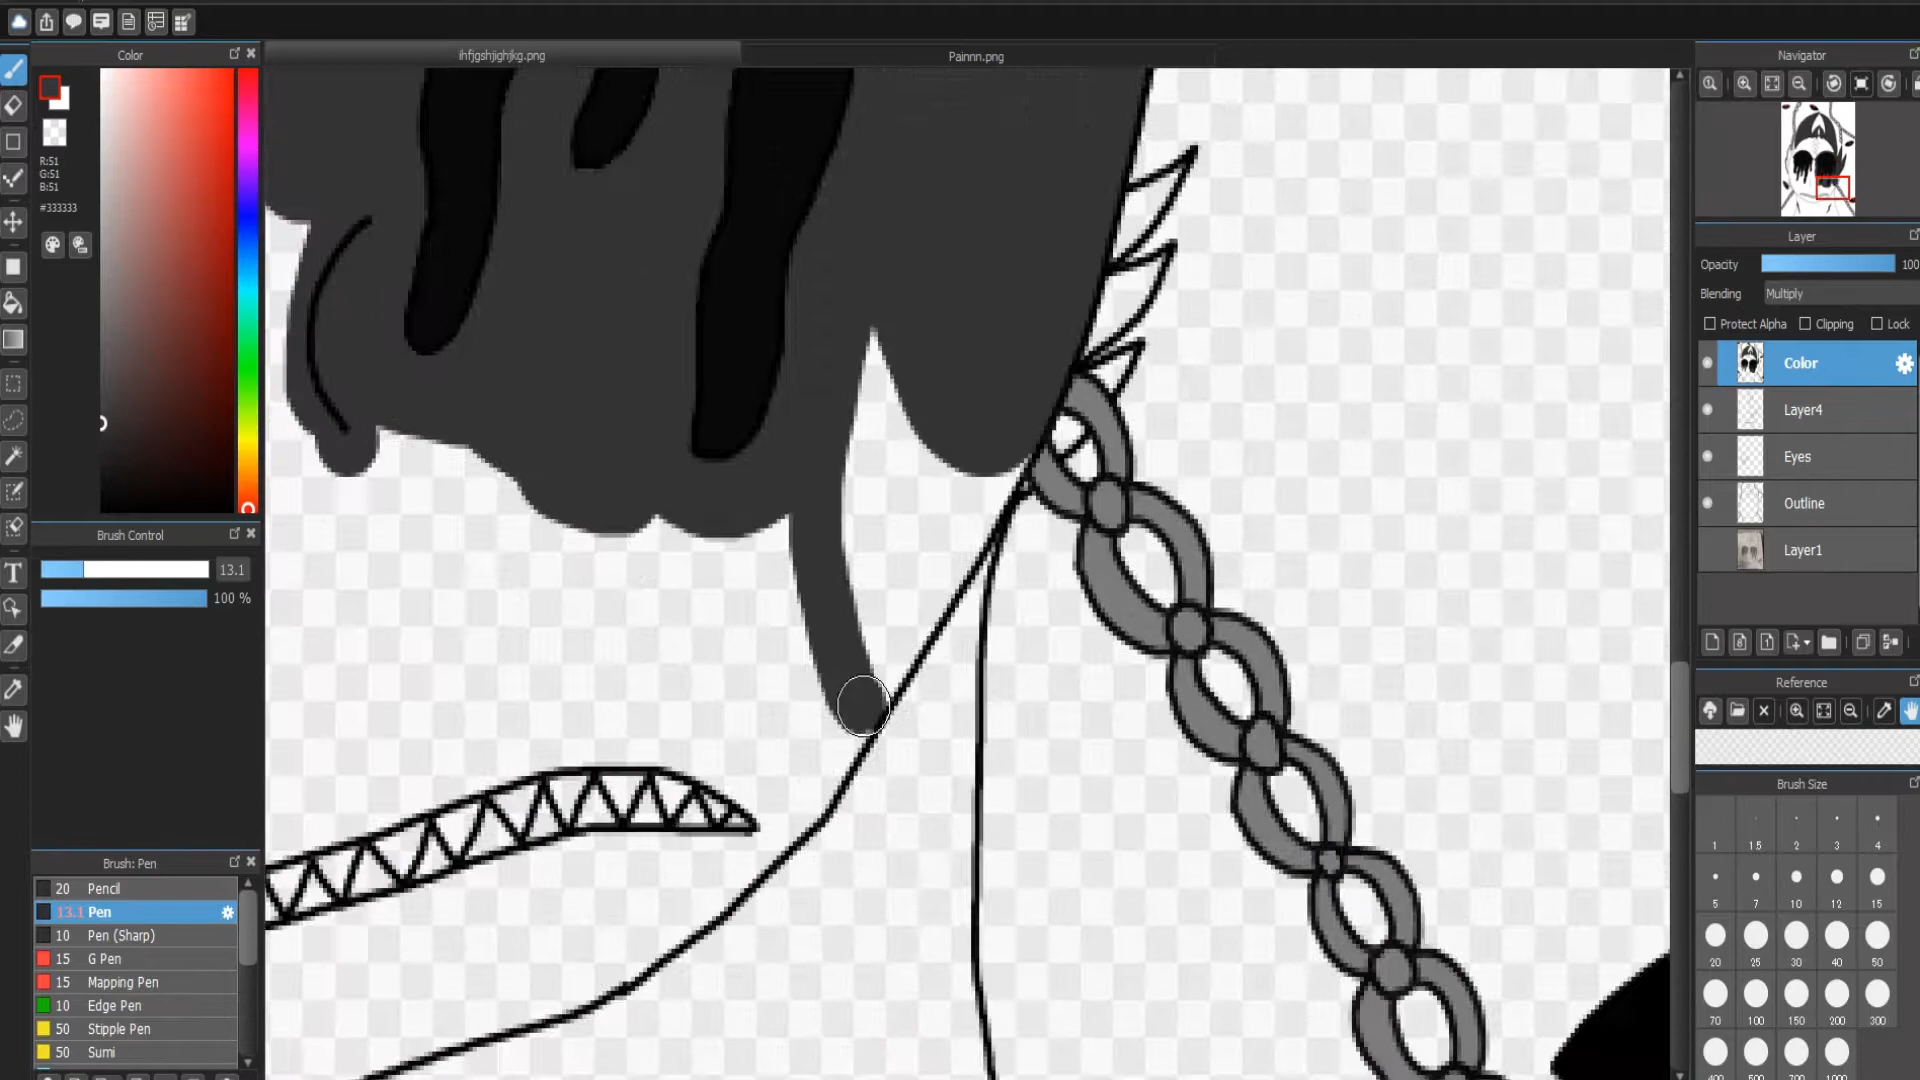 ihfjgshjighjkg.png
Painnn.png
Color
R:51
G:51
B:51
#333333
Brush Control
13.1
100 %
Brush: Pen
20 Pencil
13.1 Pen
10 Pen (Sharp)
15 G Pen
15 Mapping Pen
10 Edge Pen
50 Stipple Pen
50 Sumi
Navigator
Layer
Opacity 100
Blending Multiply
Protect Alpha Clipping Lock
Color
Layer4
Eyes
Outline
Layer1
Reference
Brush Size
1 1.5 2 3 4
5 7 10 12 15
20 25 30 40 50
70 100 150 200 300